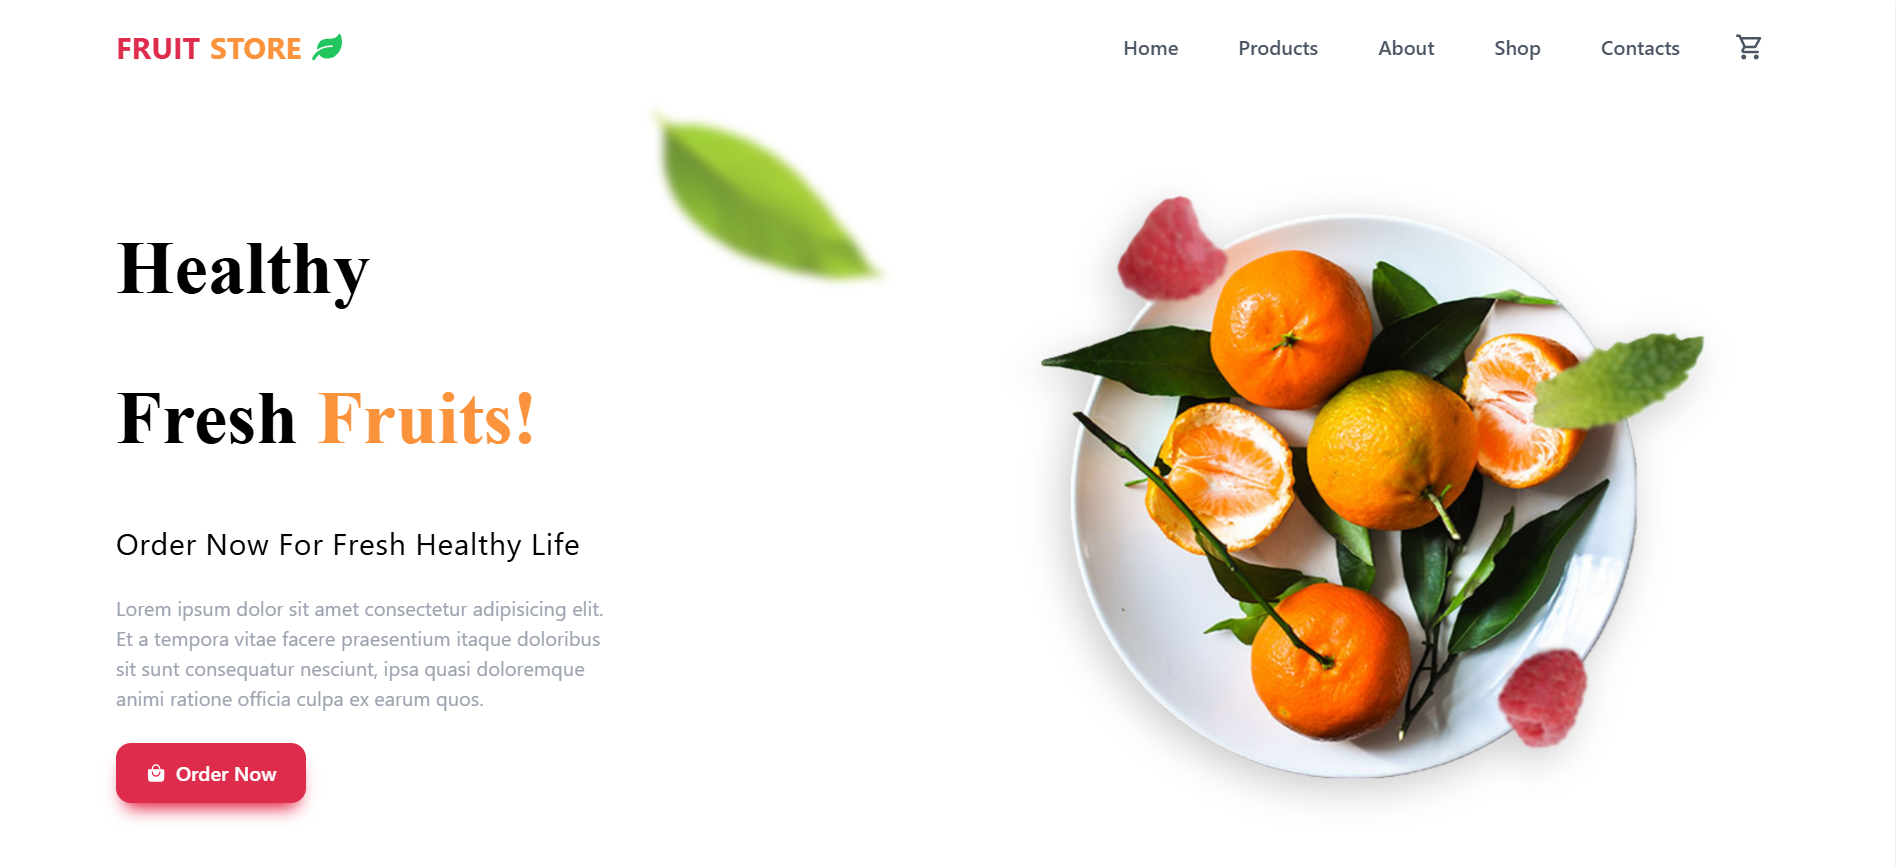 FRUIT STORE
Home Products About Shop Contacts
Healthy
Fresh Fruits!
Order Now For Fresh Healthy Life
Lorem ipsum dolor sit amet consectetur adipisicing elit.
Et a tempora vitae facere praesentium itaque doloribus
sit sunt consequatur nesciunt, ipsa quasi doloremque
animi ratione officia culpa ex earum quos.
Order Now